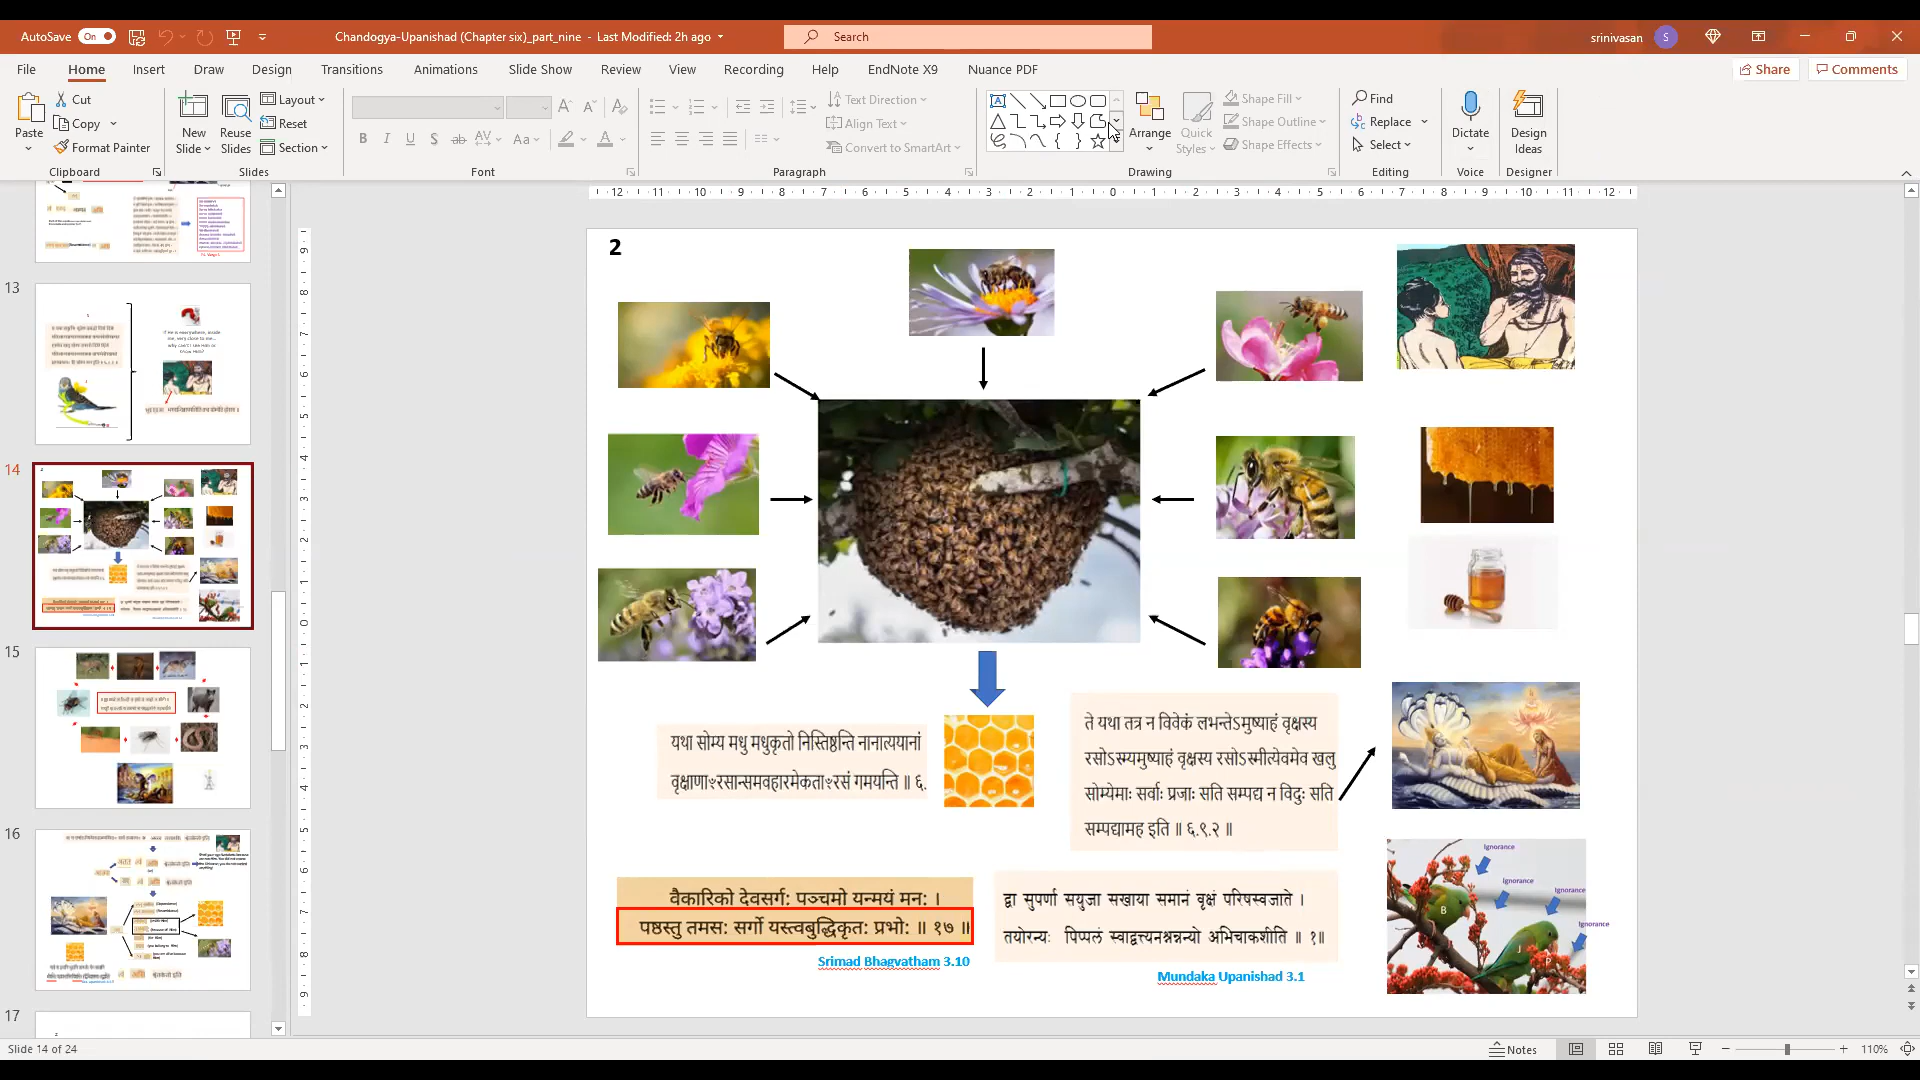 AutoSave On
Chandogya-Upanishad (Chapter six)_part_nine - Last Modified: 2h ago
Search
srinivasan S
File Home Insert Draw Design Transitions Animations Slide Show Review View Recording Help EndNote X9 Nuance PDF
Share Comments
Paste
Cut
Copy
Format Painter
Clipboard
New Slide
Reuse Slides
Layout
Reset
Section
Slides
B I U S ab AV Aa A
Font
Text Direction
Align Text
Convert to SmartArt
Paragraph
Arrange
Quick Styles
Shape Fill
Shape Outline
Shape Effects
Drawing
Find
Replace
Select
Editing
Dictate
Voice
Design Ideas
Designer
13
14
15
16
17
2
यथा सोम्य मधु मधुकृतो निस्तिष्ठन्ति नानात्ययानां
वृक्षाणाꣳरसान्समवहारमेकताꣳरसं गमयन्ति ॥ ६.
ते यथा तत्र न विवेकं लभन्तेऽमुष्याहं वृक्षस्य
रसोऽस्म्यमुष्याहं वृक्षस्य रसोऽस्मीत्येवमेव खलु
सोम्येमाः सर्वाः प्रजाः सति सम्पद्य न विदुः सति
सम्पद्यामह इति ॥ ६.९.२ ॥
वैकारिको देवसर्ग: पञ्चमो यन्मयं मन: ।
षष्ठस्तु तमस: सर्गो यस्त्वबुद्धिकृत: प्रभो: ॥ १७ ॥
Srimad Bhagvatham 3.10
द्वा सुपर्णा सयुजा सखाया समानं वृक्षं परिषस्वजाते ।
तयोरन्यः पिप्पलं स्वाद्वत्त्यनश्नन्नन्यो अभिचाकशीति ॥ १॥
Mundaka Upanishad 3.1
Ignorance
Ignorance
Ignorance
Ignorance
B
J
P
Slide 14 of 24
Notes
110%